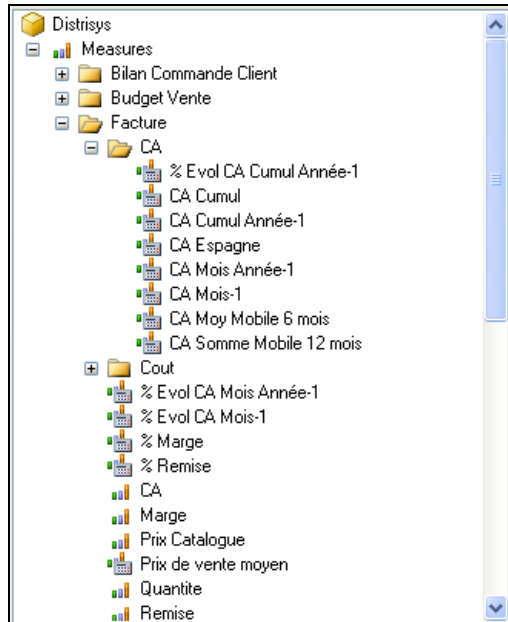 Distrisys
Measures
Bilan Commande Client
Budget Vente
Facture
CA
% Evol CA Cumul Année-1
CA Cumul
CA Cumul Année-1
CA Espagne
CA Mois Année-1
CA Mois-1
CA Moy Mobile 6 mois
CA Somme Mobile 12 mois
Cout
% Evol CA Mois Année-1
% Evol CA Mois-1
% Marge
% Remise
CA
Marge
Prix Catalogue
Prix de vente moyen
Quantite
Remise